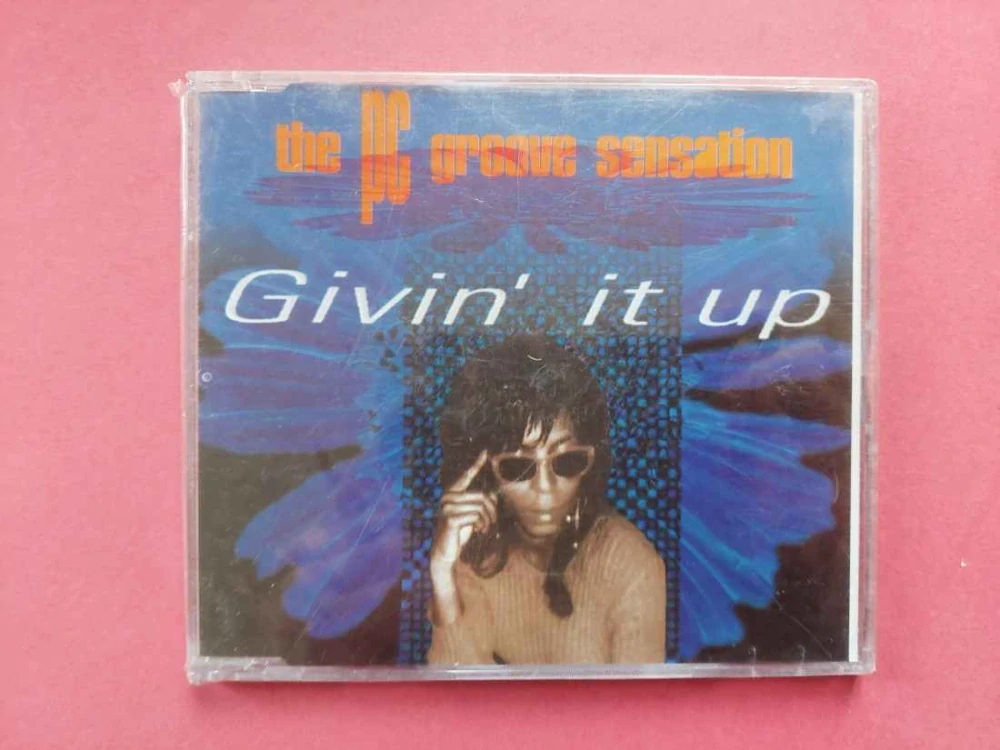 the PC groove sensation
Givin' it up